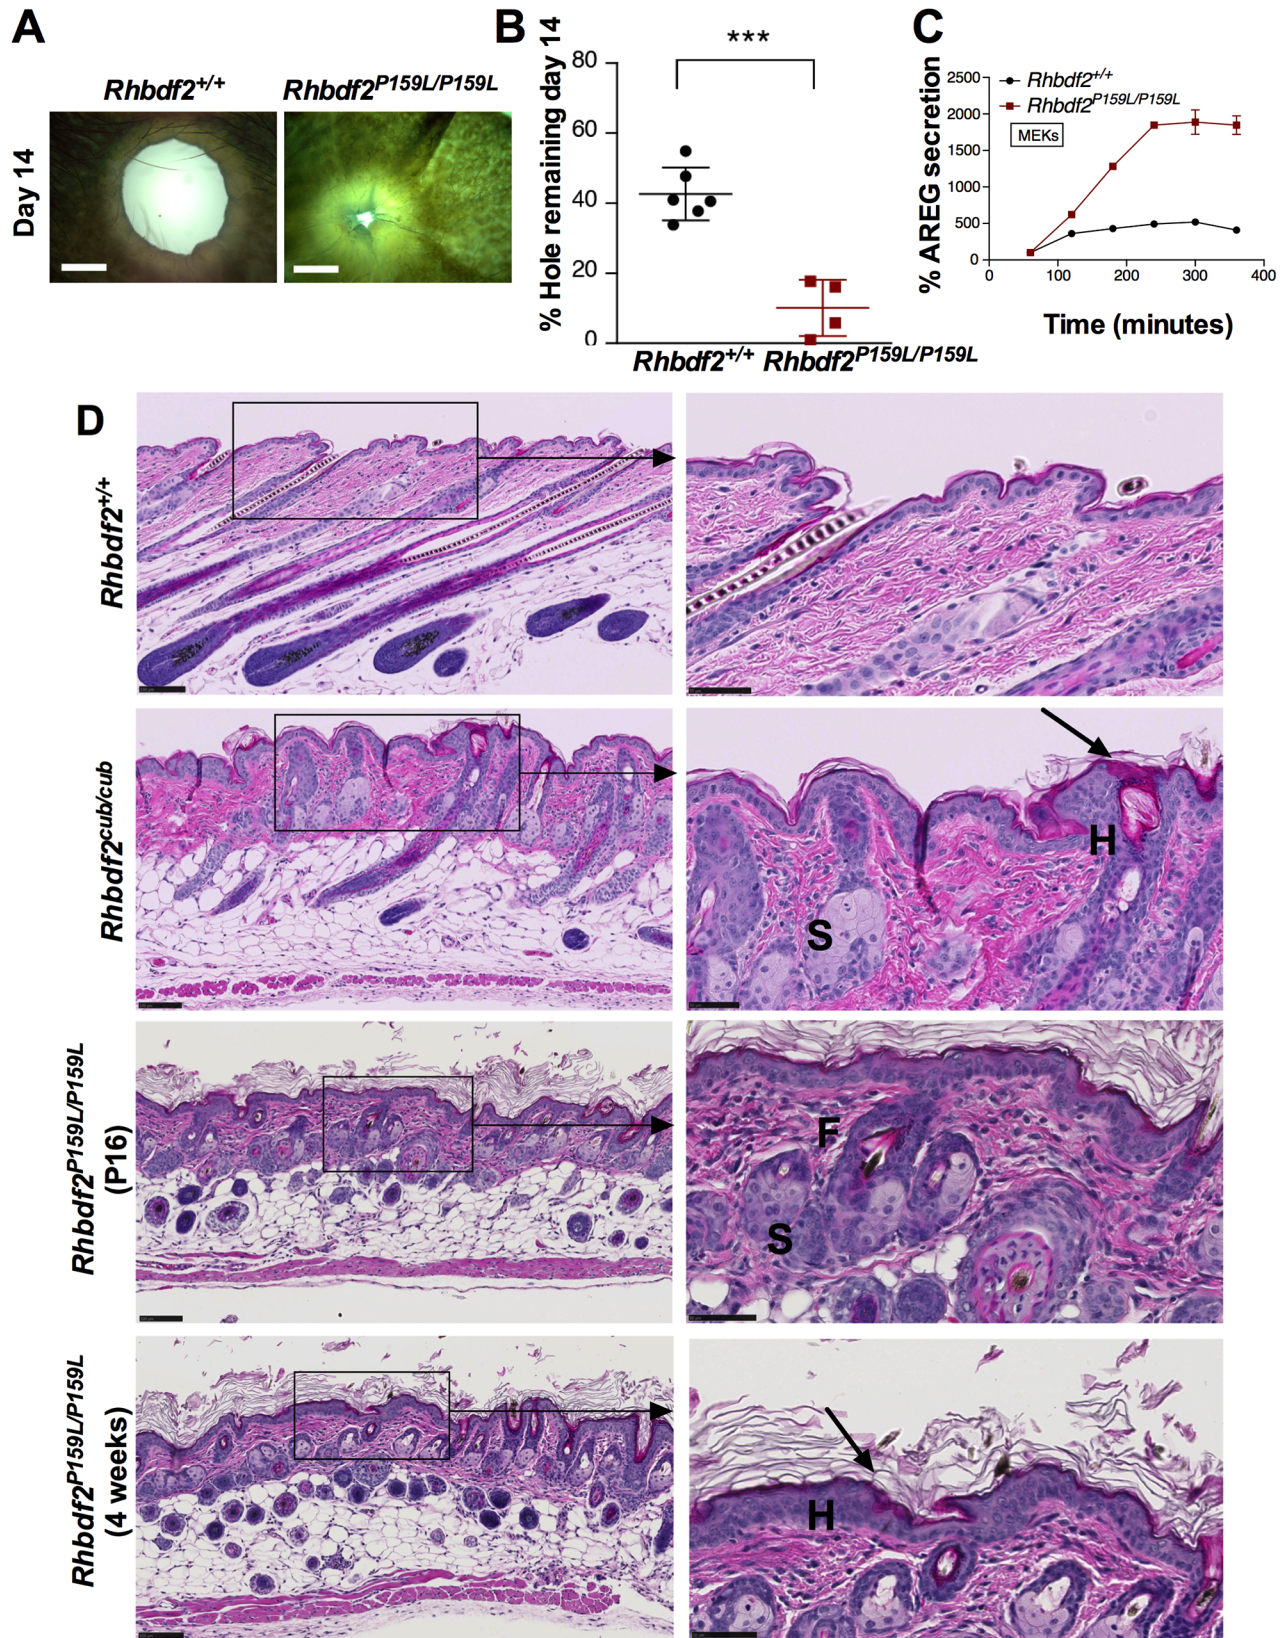 A
Rhbdf2+/+
Rhbdf2P159L/P159L
Day 14
B
% Hole remaining day 14
80
60
40
20
0
***
Rhbdf2+/+
Rhbdf2P159L/P159L
C
% AREG secretion
2500
2000
1500
1000
500
0
Rhbdf2+/+
Rhbdf2P159L/P159L
MEKs
0 100 200 300 400
Time (minutes)
D
Rhbdf2+/+
Rhbdf2cub/cub
H
S
Rhbdf2P159L/P159L
(P16)
F
S
Rhbdf2P159L/P159L
(4 weeks)
H